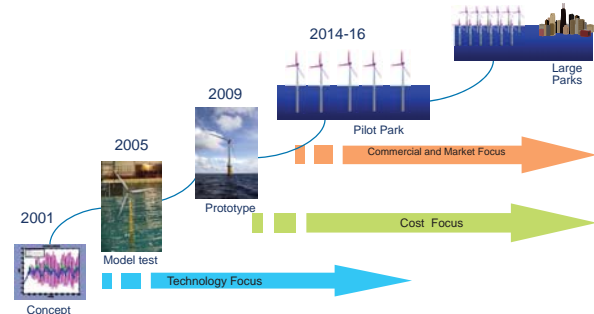 2014-16
Large
Parks
2009
Pilot Park
2005
Commercial and Market Focus
Prototype
2001
Cost Focus
Model test
Technology Focus
Concept